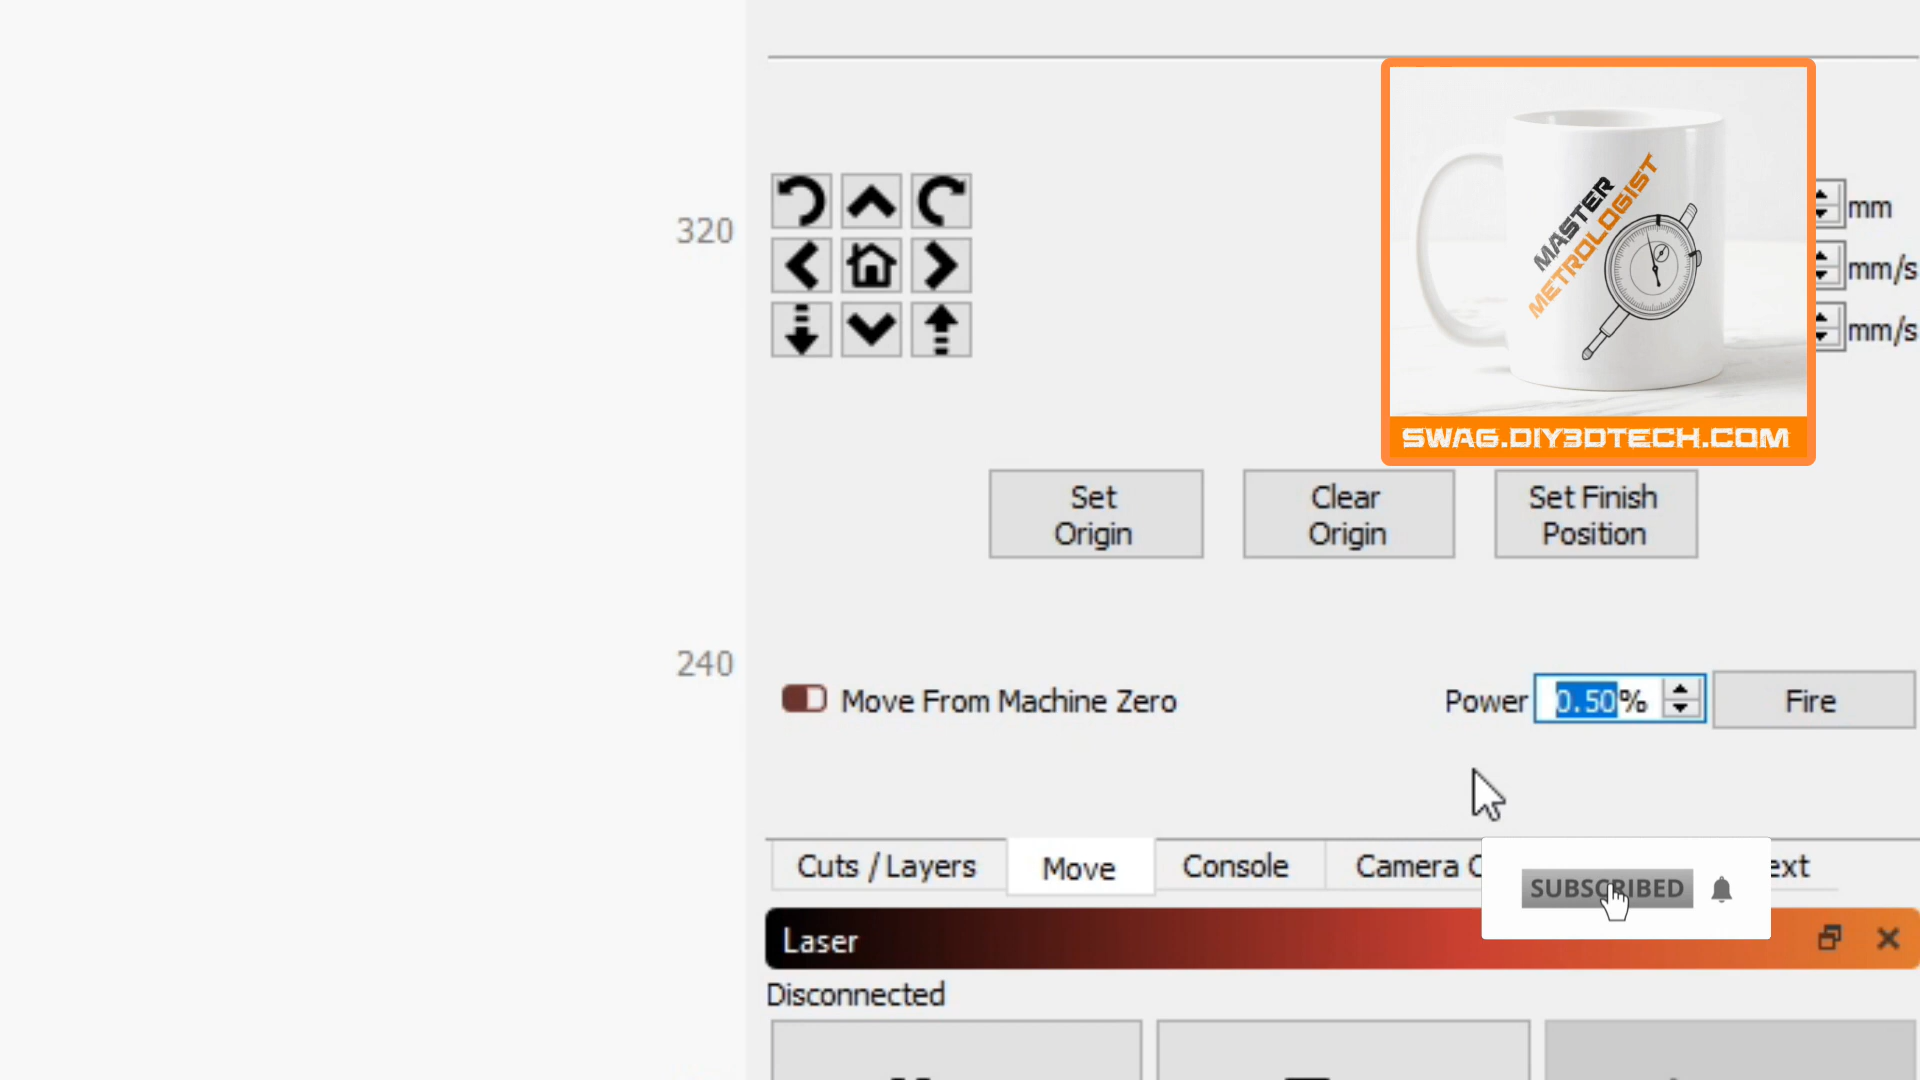 320
mm
mm/s
mm/s
MASTER
METROLOGIST
SWAG.DIY3DTECH.COM
Set
Origin
Clear
Origin
Set Finish
Position
240
Move From Machine Zero
Power
0.50%
Fire
Cuts / Layers
Move
Console
Camera C
ext
SUBSCRIBED
Laser
Disconnected